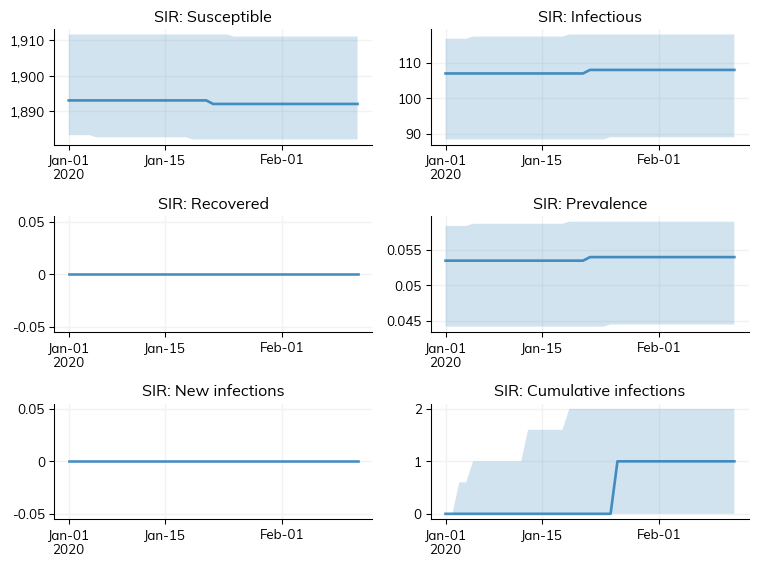 SIR: Susceptible
1,910
1,900
1,890
Jan-01
2020
Jan-15
Feb-01
SIR: Infectious
110
100
90
Jan-01
2020
Jan-15
Feb-01
SIR: Recovered
0.05
0
-0.05
Jan-01
2020
Jan-15
Feb-01
SIR: Prevalence
0.055
0.05
0.045
Jan-01
2020
Jan-15
Feb-01
SIR: New infections
0.05
0
-0.05
Jan-01
2020
Jan-15
Feb-01
SIR: Cumulative infections
2
1
0
Jan-01
2020
Jan-15
Feb-01